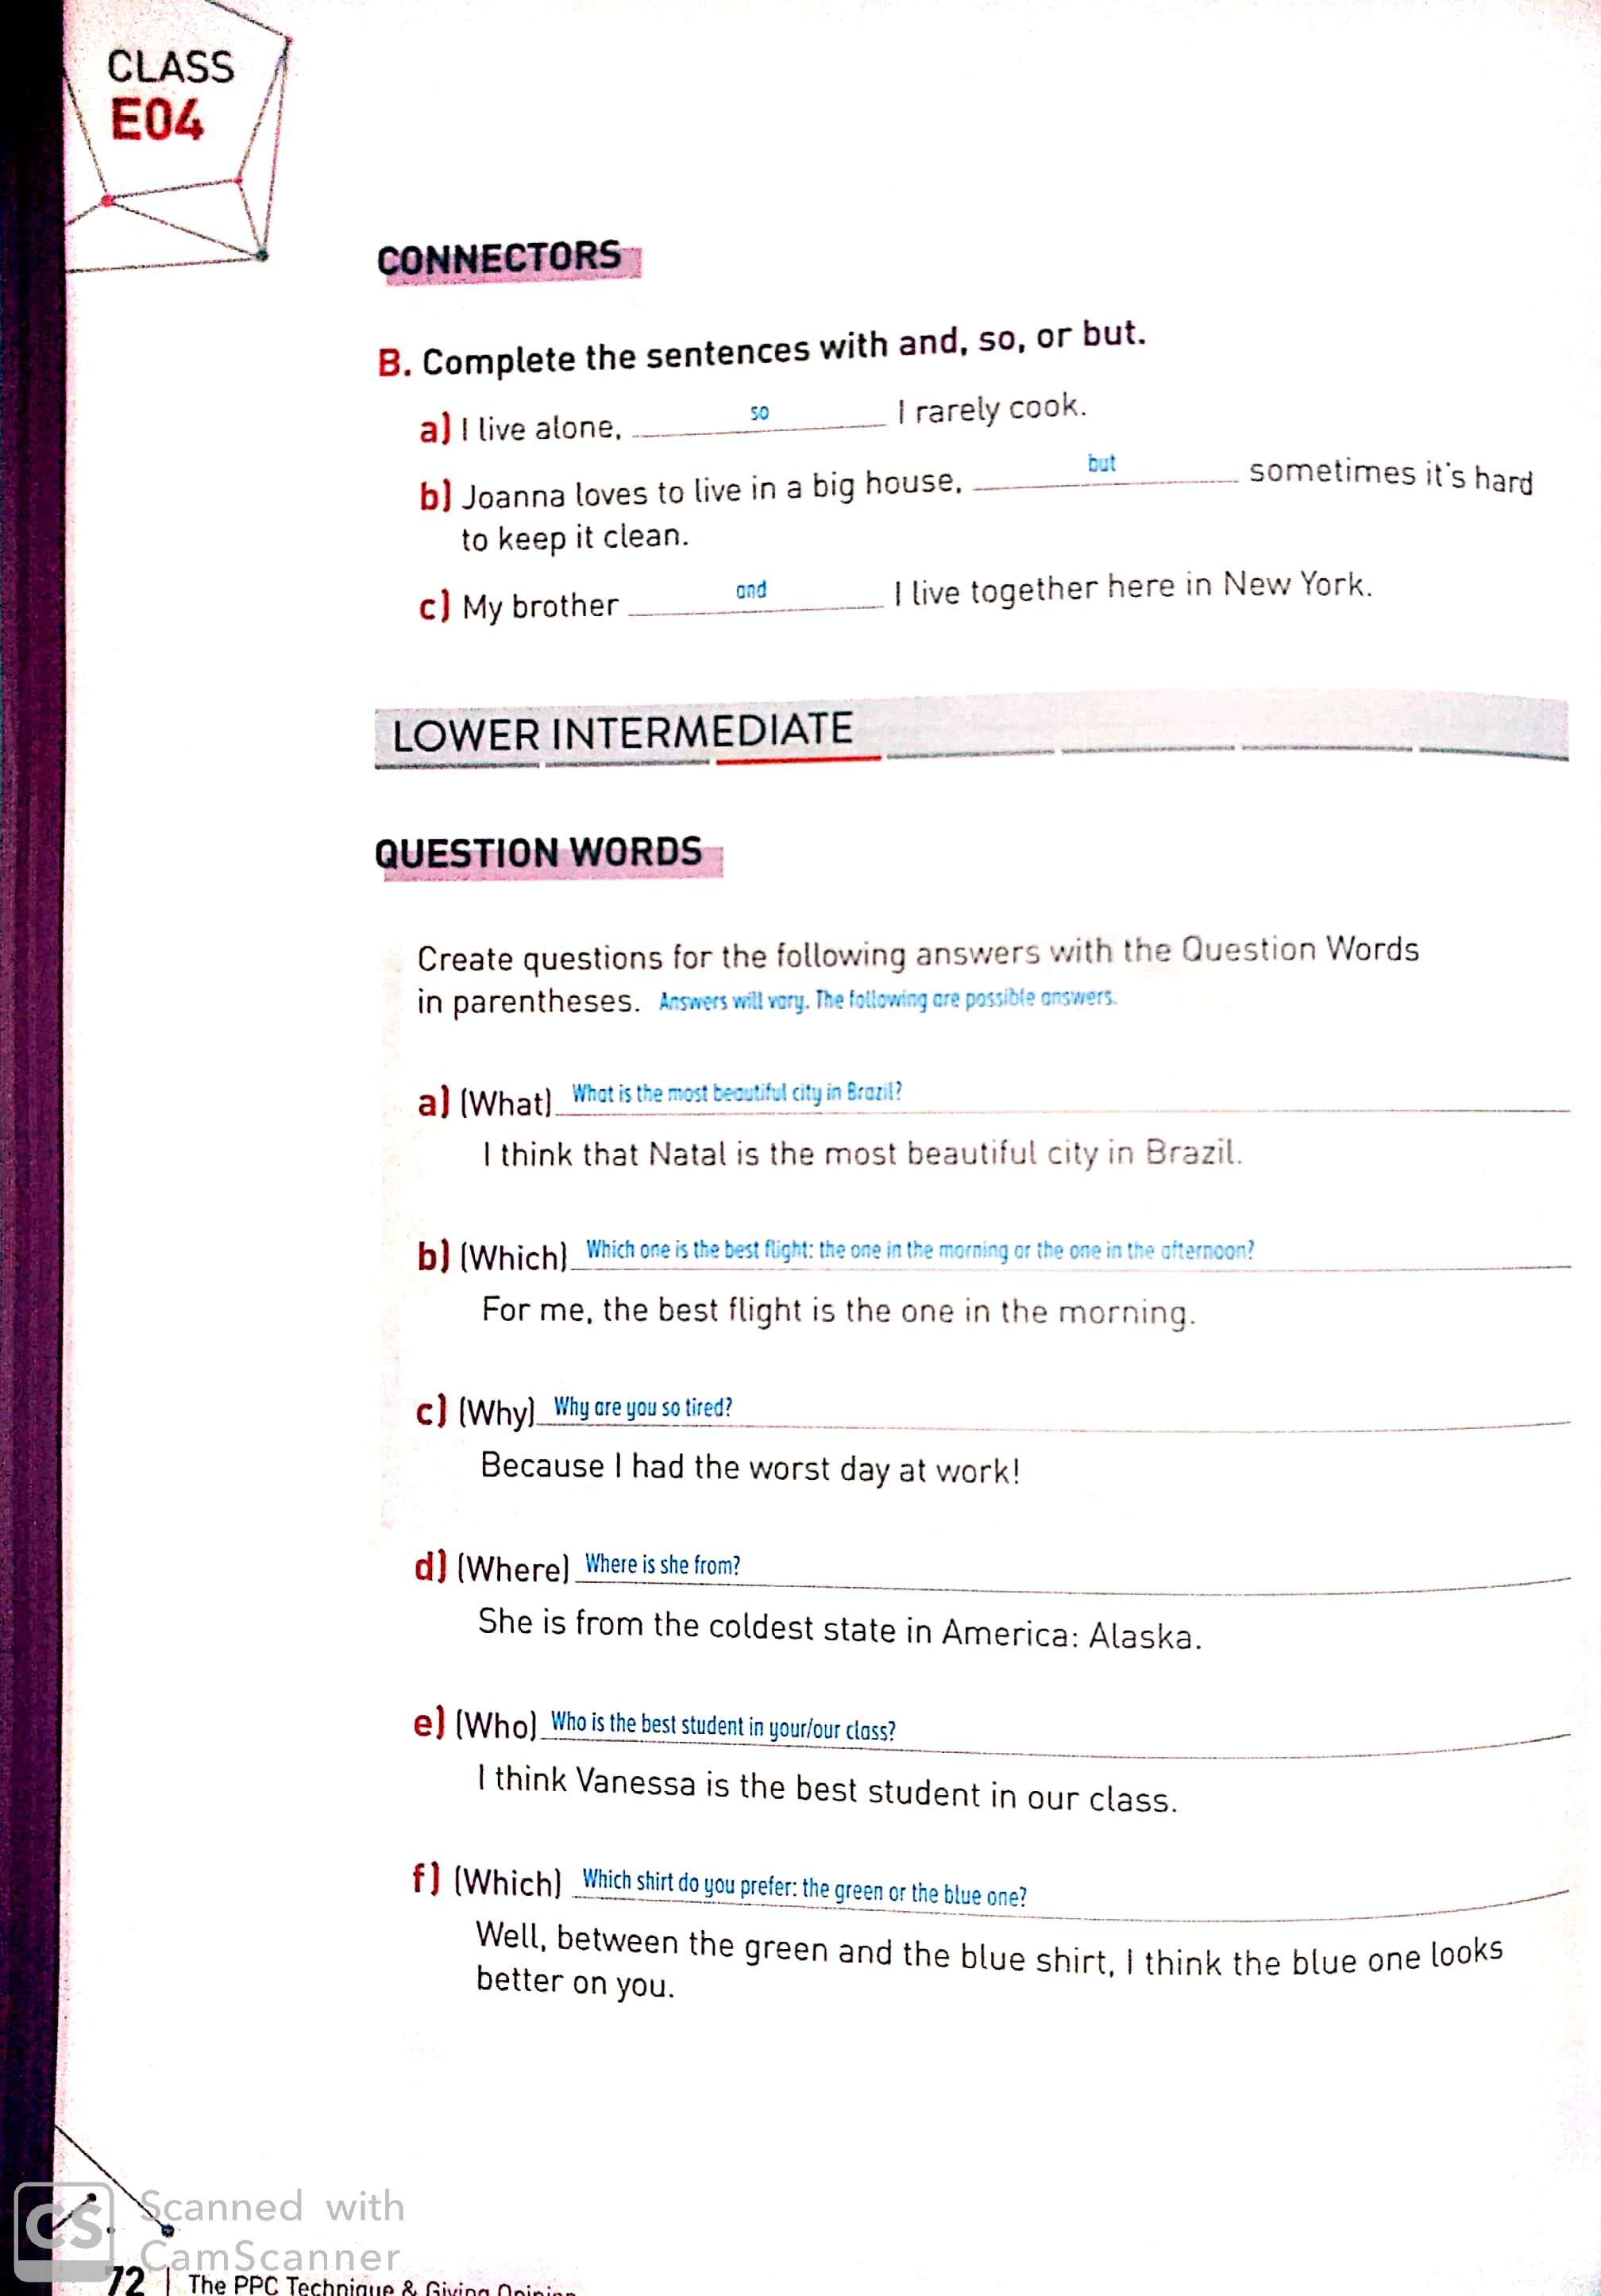 CLASS
E04
CONNECTORS
B. Complete the sentences with and, so, or but.
a) I live alone, so I rarely cook.
b) Joanna loves to live in a big house, but sometimes it's hard
to keep it clean.
c) My brother and I live together here in New York.
LOWER INTERMEDIATE
QUESTION WORDS
Create questions for the following answers with the Question Words
in parentheses. Answers will vary. The following are possible answers.
a) (What) What is the most beautiful city in Brazil?
I think that Natal is the most beautiful city in Brazil.
b) (Which) Which one is the best flight: the one in the morning or the one in the afternoon?
For me, the best flight is the one in the morning.
c) (Why) Why are you so tired?
Because I had the worst day at work!
d) (Where) Where is she from?
She is from the coldest state in America: Alaska.
e) (Who) Who is the best student in your/our class?
I think Vanessa is the best student in our class.
f) (Which) Which shirt do you prefer: the green or the blue one?
Well, between the green and the blue shirt, I think the blue one looks
better on you.
CS Scanned with
CamScanner
72 | The PPC Technique & Giving Opinion